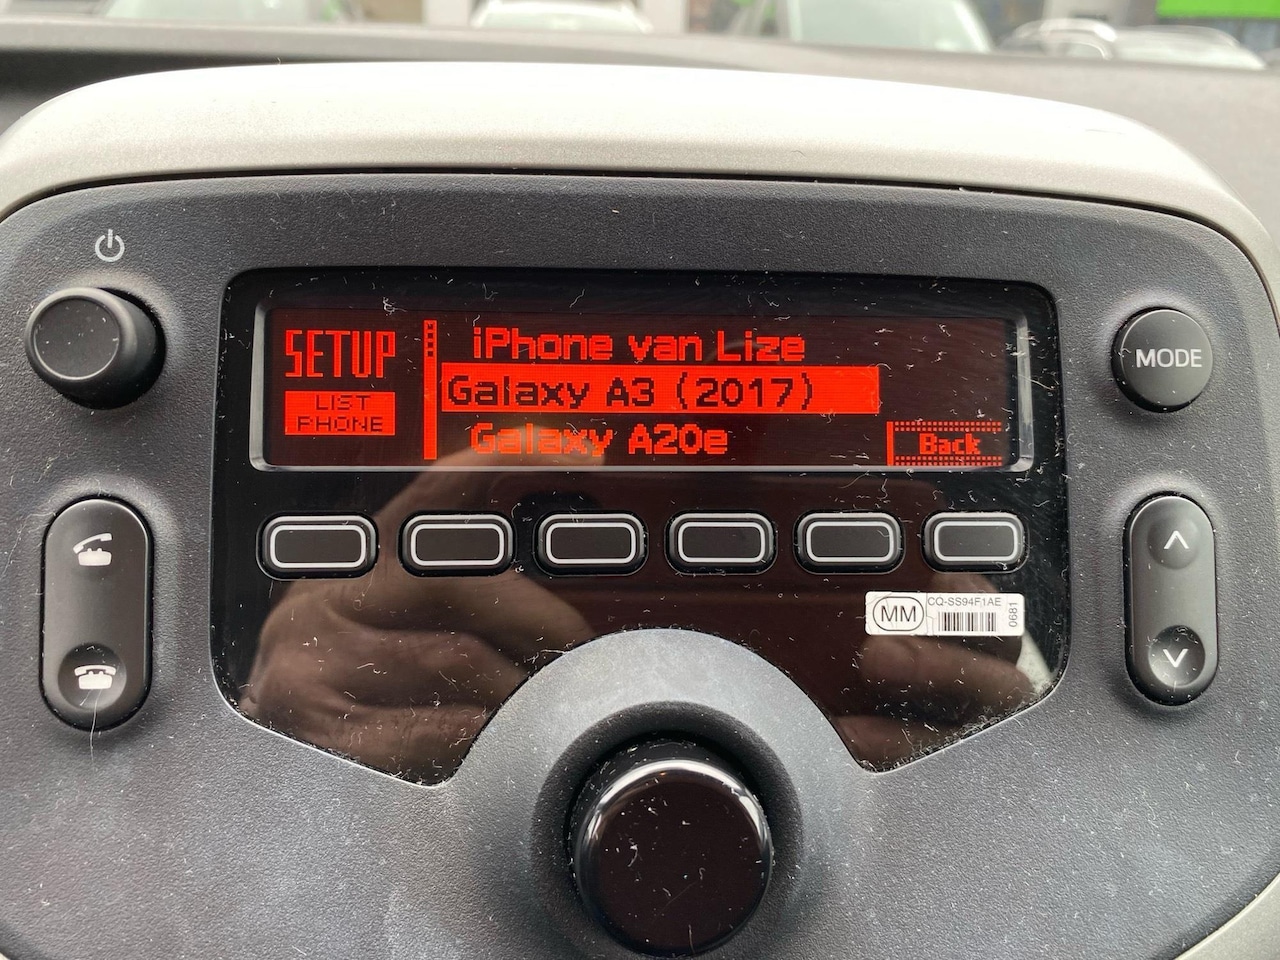 SETUP
LIST
PHONE
iPhone van Lize
Galaxy A3 (2017)
Galaxy A20e
Back
MODE
MM
CQ-SS94F1AE
0681